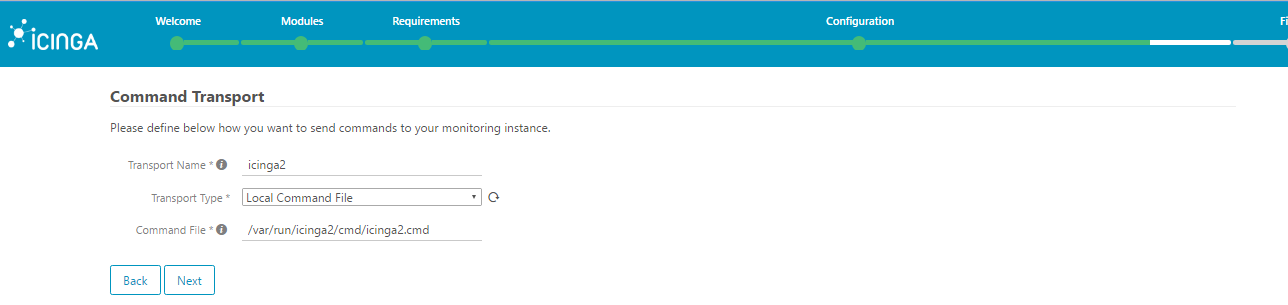 Welcome Modules Requirements Configuration Fi
ICINGA
Command Transport
Please define below how you want to send commands to your monitoring instance.
Transport Name * icinga2
Transport Type * Local Command File
Command File * /var/run/icinga2/cmd/icinga2.cmd
Back Next